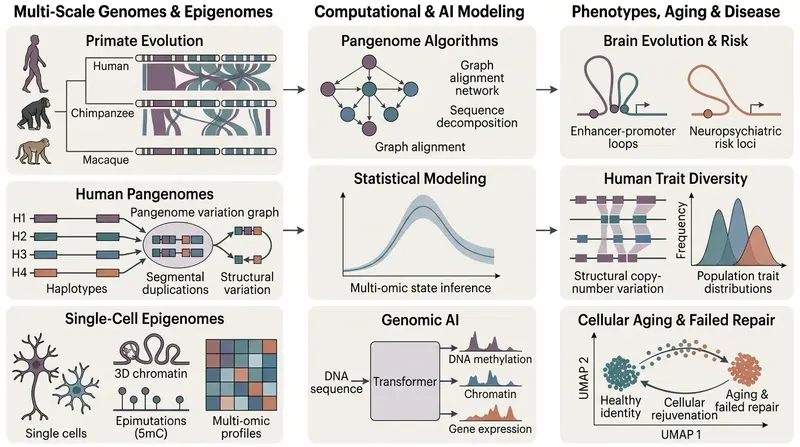 Multi-Scale Genomes & Epigenomes
Primate Evolution
Human
Chimpanzee
Macaque
Human Pangenomes
H1
H2
H3
H4
Haplotypes
Pangenome variation graph
Segmental
duplications
Structural
variation
Single-Cell Epigenomes
Single cells
3D chromatin
Epimutations
(5mC)
Multi-omic
profiles
Computational & AI Modeling
Pangenome Algorithms
Graph
alignment
network
Sequence
decomposition
Graph alignment
Statistical Modeling
Multi-omic state inference
Genomic AI
DNA
sequence
Transformer
DNA methylation
Chromatin
Gene expression
Phenotypes, Aging & Disease
Brain Evolution & Risk
Enhancer-promoter
loops
Neuropsychiatric
risk loci
Human Trait Diversity
Structural copy-
number variation
Frequency
Population trait
distributions
Cellular Aging & Failed Repair
UMAP 2
Healthy
identity
Cellular
rejuvenation
Aging &
failed repair
UMAP 1